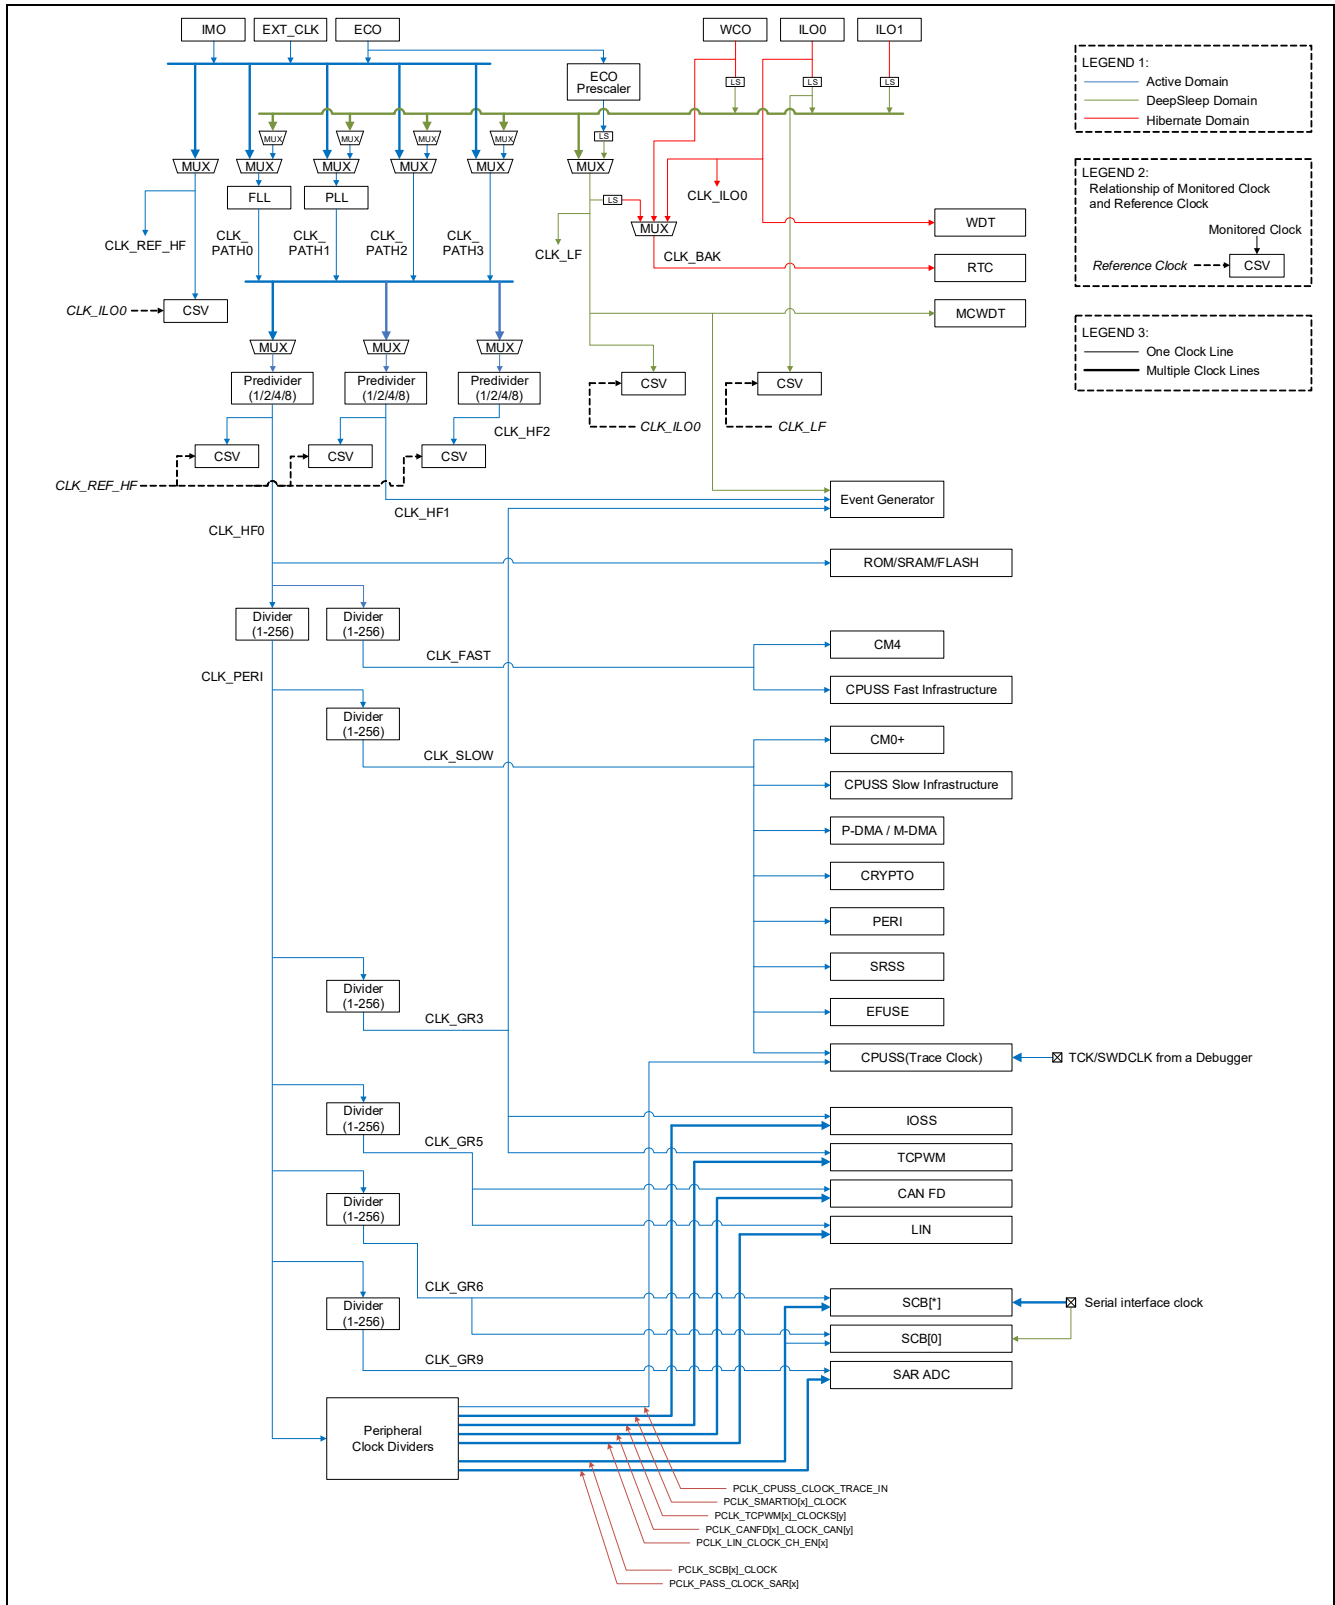 IMO
EXT_CLK
ECO
WCO
ILO0
ILO1
LS
LS
LS
ECO
Prescaler
LS
MUX
MUX
MUX
MUX
MUX
MUX
MUX
MUX
MUX
MUX
FLL
PLL
LS
MUX
CLK_ILO0
CLK_REF_HF
CLK_
PATH0
CLK_
PATH1
CLK_
PATH2
CLK_
PATH3
CLK_LF
CLK_BAK
WDT
RTC
MCWDT
CLK_ILO0
CSV
MUX
MUX
MUX
Predivider
(1/2/4/8)
Predivider
(1/2/4/8)
Predivider
(1/2/4/8)
CSV
CSV
CLK_ILO0
CLK_LF
CLK_HF2
CSV
CSV
CSV
CLK_REF_HF
CLK_HF1
CLK_HF0
Event Generator
ROM/SRAM/FLASH
Divider
(1-256)
Divider
(1-256)
CLK_FAST
CLK_PERI
CM4
CPUSS Fast Infrastructure
Divider
(1-256)
CLK_SLOW
CM0+
CPUSS Slow Infrastructure
P-DMA / M-DMA
CRYPTO
PERI
SRSS
EFUSE
CPUSS(Trace Clock)
TCK/SWDCLK from a Debugger
Divider
(1-256)
CLK_GR3
Divider
(1-256)
CLK_GR5
IOSS
TCPWM
CAN FD
LIN
Divider
(1-256)
CLK_GR6
SCB[*]
Serial interface clock
SCB[0]
Divider
(1-256)
CLK_GR9
SAR ADC
Peripheral
Clock Dividers
PCLK_CPUSS_CLOCK_TRACE_IN
PCLK_SMARTIO[x]_CLOCK
PCLK_TCPWM[x]_CLOCKS[y]
PCLK_CANFD[x]_CLOCK_CAN[y]
PCLK_LIN_CLOCK_CH_EN[x]
PCLK_SCB[x]_CLOCK
PCLK_PASS_CLOCK_SAR[x]
LEGEND 1:
Active Domain
DeepSleep Domain
Hibernate Domain
LEGEND 2:
Relationship of Monitored Clock
and Reference Clock
Monitored Clock
Reference Clock
CSV
LEGEND 3:
One Clock Line
Multiple Clock Lines